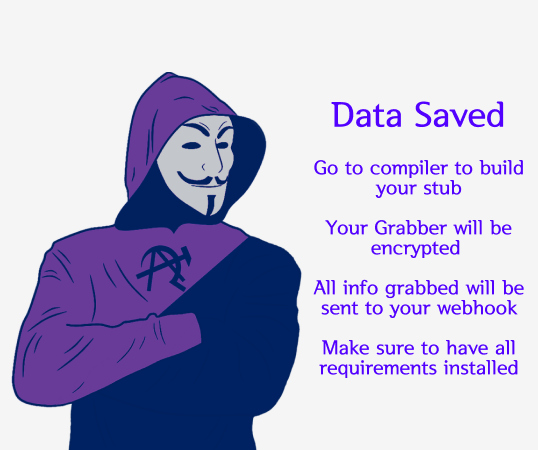 Data Saved
Go to compiler to build
your stub
Your Grabber will be
encrypted
All info grabbed will be
sent to your webhook
Make sure to have all
requirements installed